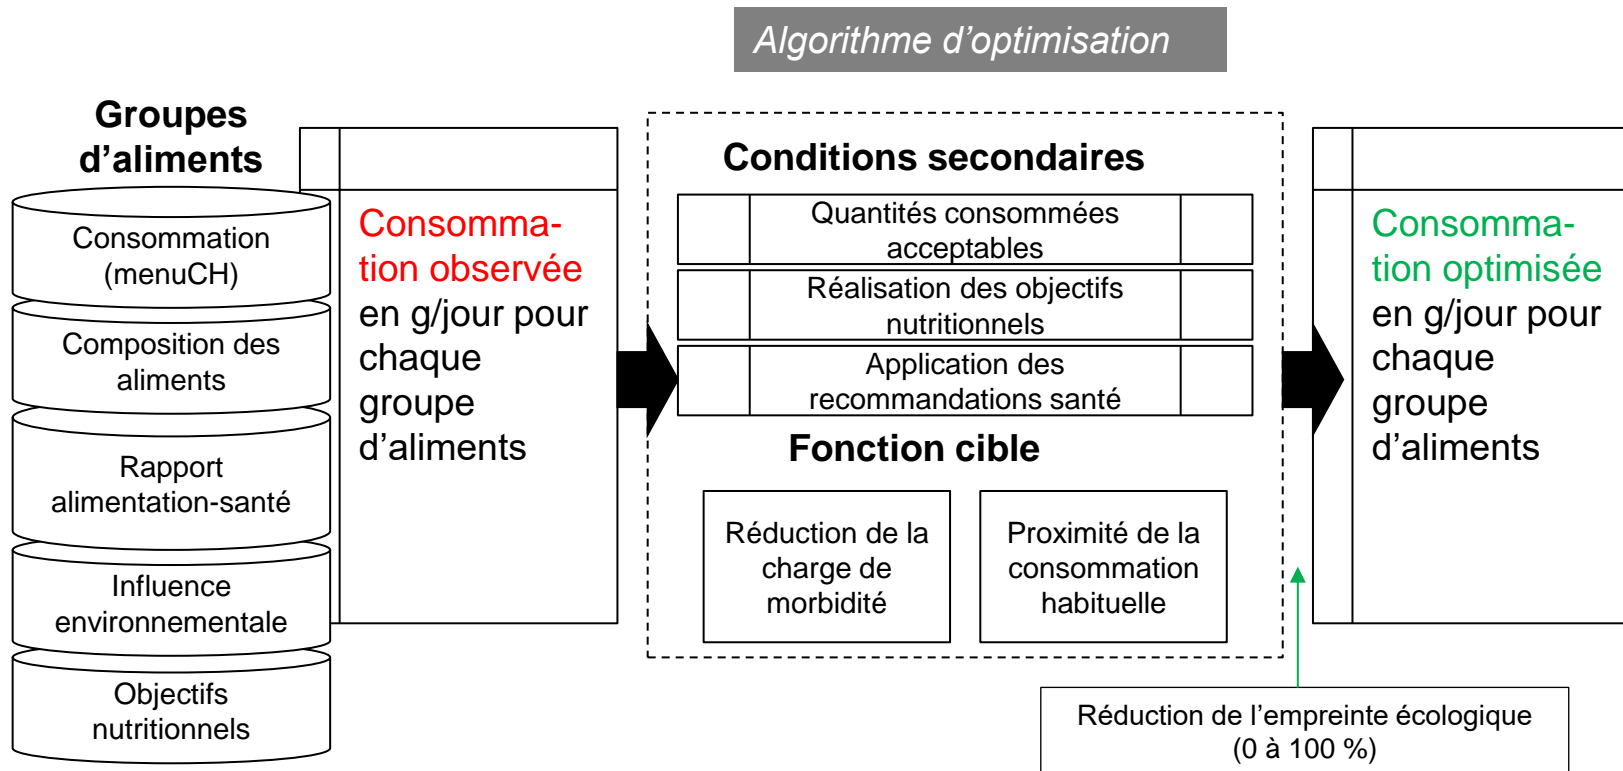 Algorithme d'optimisation
Groupes
d'aliments
Consommation
(menuCH)
Composition des
aliments
Rapport
alimentation-santé
Influence
environnementale
Objectifs
nutritionnels
Consomma-
tion observée
en g/jour pour
chaque
groupe
d'aliments
Conditions secondaires
Quantités consommées
acceptables
Réalisation des objectifs
nutritionnels
Application des
recommandations santé
Fonction cible
Réduction de la
charge de
morbidité
Proximité de la
consommation
habituelle
Consomma-
tion optimisée
en g/jour pour
chaque
groupe
d'aliments
Réduction de l'empreinte écologique
(0 à 100 %)